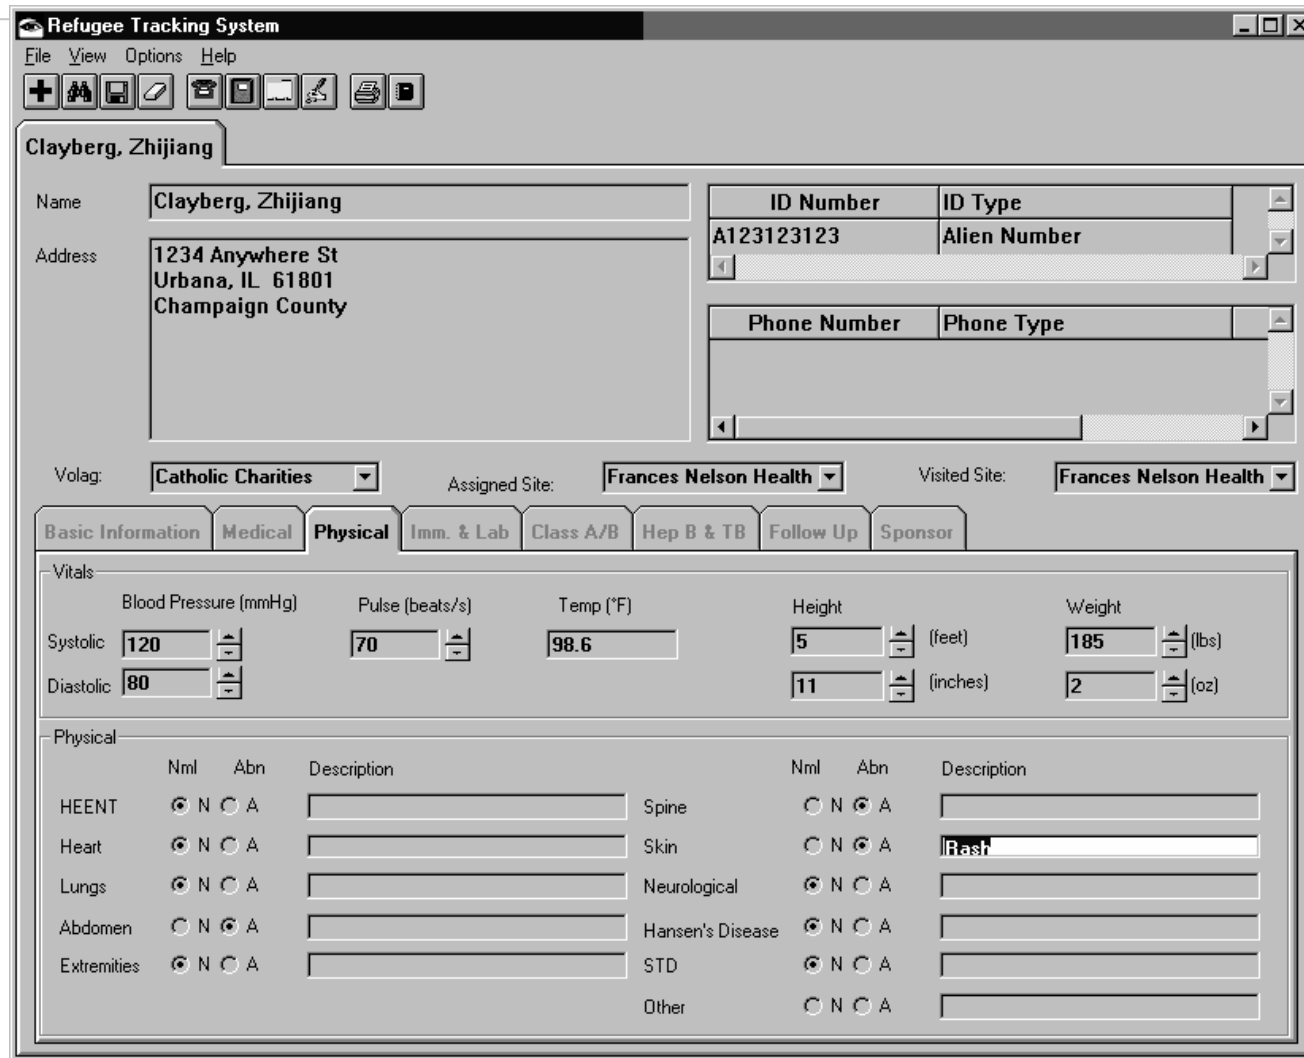 Refugee Tracking System
File View Options Help
Clayberg, Zhijiang
Name Clayberg, Zhijiang
Address 1234 Anywhere St
Urbana, IL 61801
Champaign County
ID Number ID Type
A123123123 Alien Number
Phone Number Phone Type
Volag: Catholic Charities Assigned Site: Frances Nelson Health Visited Site: Frances Nelson Health
Basic Information Medical Physical Imm. & Lab Class A/B Hep B & TB Follow Up Sponsor
Vitals
Blood Pressure (mmHg) Pulse (beats/s) Temp (°F) Height Weight
Systolic 120 70 98.6 5 (feet) 185 (lbs)
Diastolic 80 11 (inches) 2 (oz)
Physical
Nml Abn Description Nml Abn Description
HEENT N A Spine N A
Heart N A Skin N A Rash
Lungs N A Neurological N A
Abdomen N A Hansen's Disease N A
Extremities N A STD N A
Other N A